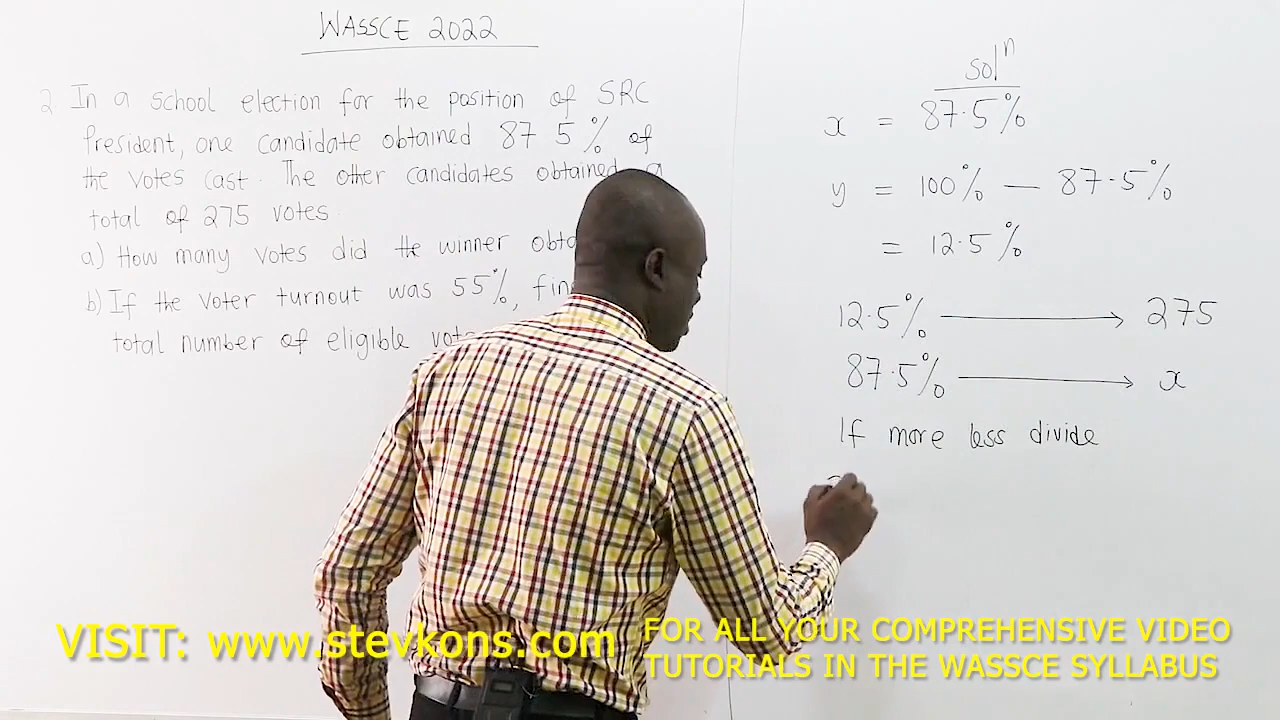 WASSCE 2022
2 In a school election for the position of SRC
President, one candidate obtained 87 5% of
the votes cast. The other candidates obtained a
total of 275 votes.
a) How many votes did the winner
b) If the voter turnout was 55%,
total number of eligible
solⁿ
x = 87.5%
y = 100% - 87.5%
= 12.5%
12.5% → 275
87.5% → x
If more less divide
VISIT: www.stevkons.com
FOR ALL YOUR COMPREHENSIVE VIDEO
TUTORIALS IN THE WASSCE SYLLABUS